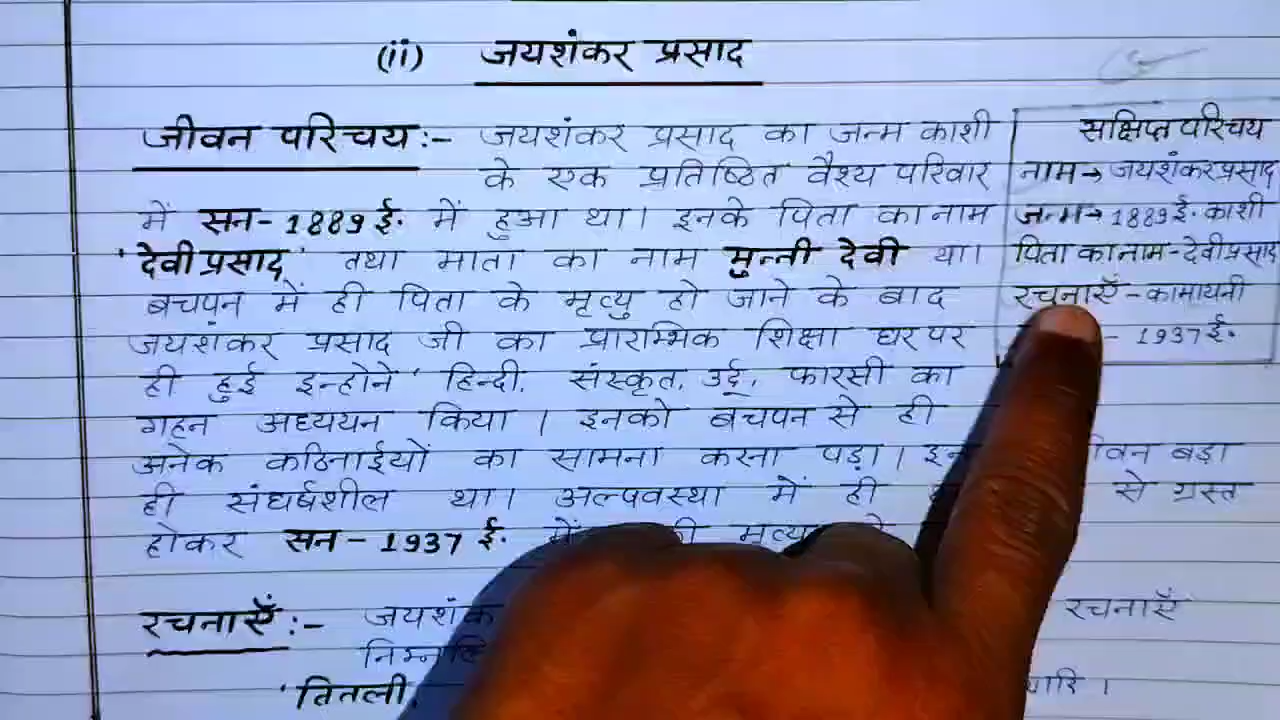 (ii) जयशंकर प्रसाद
जीवन परिचय :- जयशंकर प्रसाद का जन्म काशी
के एक प्रतिष्ठित वैश्य परिवार
में सन - 1889 ई. में हुआ था। इनके पिता का नाम
'देवी प्रसाद' तथा माता का नाम मुन्नी देवी था।
बचपन में ही पिता के मृत्यु हो जाने के बाद
जयशंकर प्रसाद जी का प्रारम्भिक शिक्षा घर पर
ही हुई इन्होने ' हिन्दी, संस्कृत, उर्दू, फारसी का
गहन अध्ययन किया । इनको बचपन से ही
अनेक कठिनाईयों का सामना करना पड़ा। बड़ा
ही संघर्षशील था। अल्पवस्था में ही से ग्रस्त
होकर सन - 1937 ई. में
रचनाएँ :- रचनाएँ
'तितली,
सक्षिप्त परिचय
नाम → जयशंकर प्रसाद
जन्म → 1889 ई. काशी
पिता का नाम - देवी प्रसाद
रचनाएँ - कामायनी
- 1937 ई.